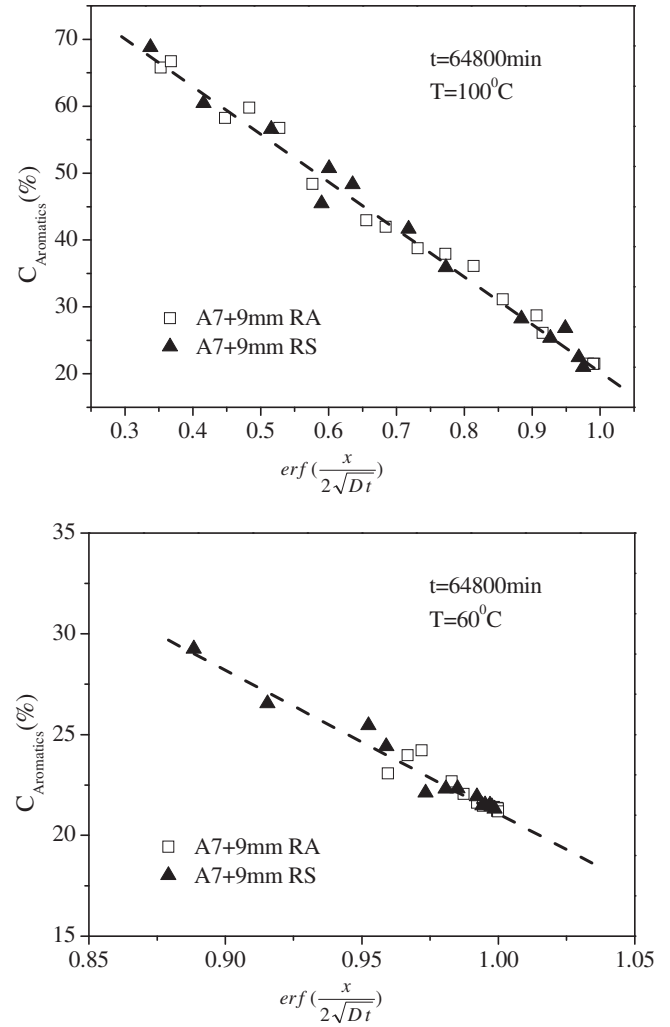 70
60
50
40
30
20
C_Aromatics(%)
t=64800min
T=100⁰C
A7+9mm RA
A7+9mm RS
0.3 0.4 0.5 0.6 0.7 0.8 0.9 1.0
erf(x/2√Dt)
35
30
25
20
15
C_Aromatics(%)
t=64800min
T=60⁰C
A7+9mm RA
A7+9mm RS
0.85 0.90 0.95 1.00 1.05
erf(x/2√Dt)